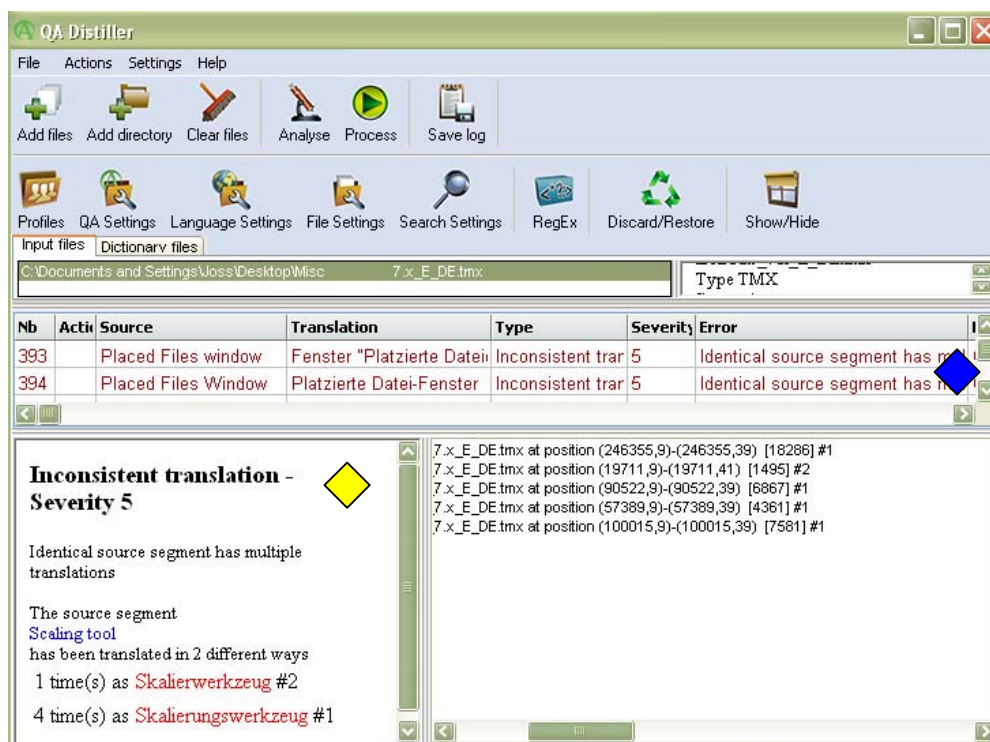 QA Distiller
File Actions Settings Help
Add files Add directory Clear files Analyse Process Save log
Profiles QA Settings Language Settings File Settings Search Settings RegEx Discard/Restore Show/Hide
Input files Dictionary files
C:\Documents and Settings\Joss\Desktop\Misc 7.x_E_DE.tmx
Type TMX
Nb Actic Source Translation Type Severity Error
393 Placed Files window Fenster "Platzierte Datei Inconsistent trar 5 Identical source segment has
394 Placed Files Window Platzierte Datei-Fenster Inconsistent trar 5 Identical source segment has
Inconsistent translation -
Severity 5
Identical source segment has multiple
translations
The source segment
Scaling tool
has been translated in 2 different ways
1 time(s) as Skalierwerkzeug #2
4 time(s) as Skalierungswerkzeug #1
7.x_E_DE.tmx at position (246355,9)-(246355,39) [18286] #1
7.x_E_DE.tmx at position (19711,9)-(19711,41) [1495] #2
7.x_E_DE.tmx at position (90522,9)-(90522,39) [6867] #1
7.x_E_DE.tmx at position (57389,9)-(57389,39) [4361] #1
7.x_E_DE.tmx at position (100015,9)-(100015,39) [7581] #1